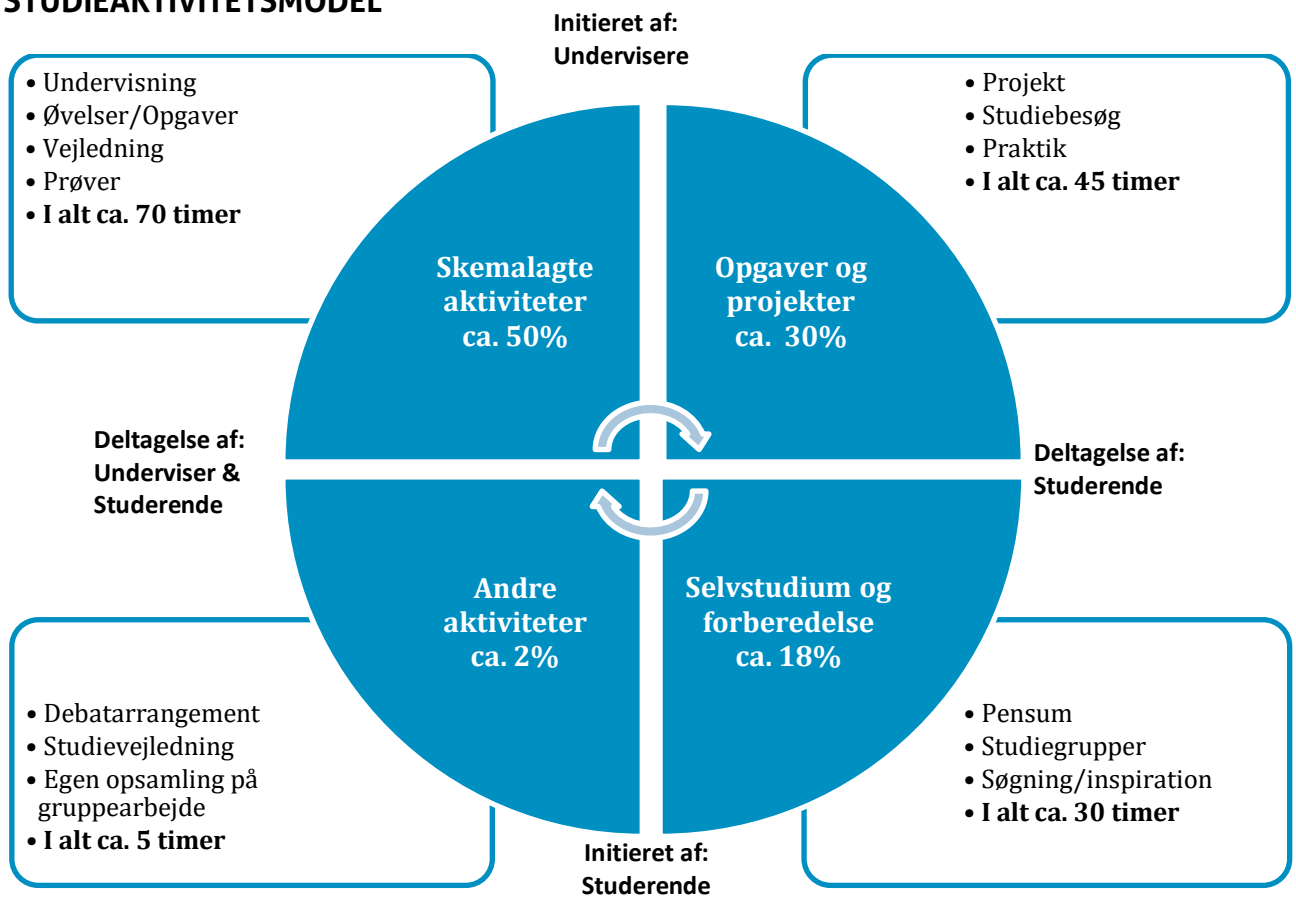 STUDIEAKTIVITETSMODEL
Initieret af:
Undervisere
• Undervisning
• Øvelser/Opgaver
• Vejledning
• Prøver
• I alt ca. 70 timer
• Projekt
• Studiebesøg
• Praktik
• I alt ca. 45 timer
Skemalagte
aktiviteter
ca. 50%
Opgaver og
projekter
ca. 30%
Deltagelse af:
Underviser &
Studerende
Deltagelse af:
Studerende
Andre
aktiviteter
ca. 2%
Selvstudium og
forberedelse
ca. 18%
• Debatarrangement
• Studievejledning
• Egen opsamling på
gruppearbejde
• I alt ca. 5 timer
• Pensum
• Studiegrupper
• Søgning/inspiration
• I alt ca. 30 timer
Initieret af:
Studerende